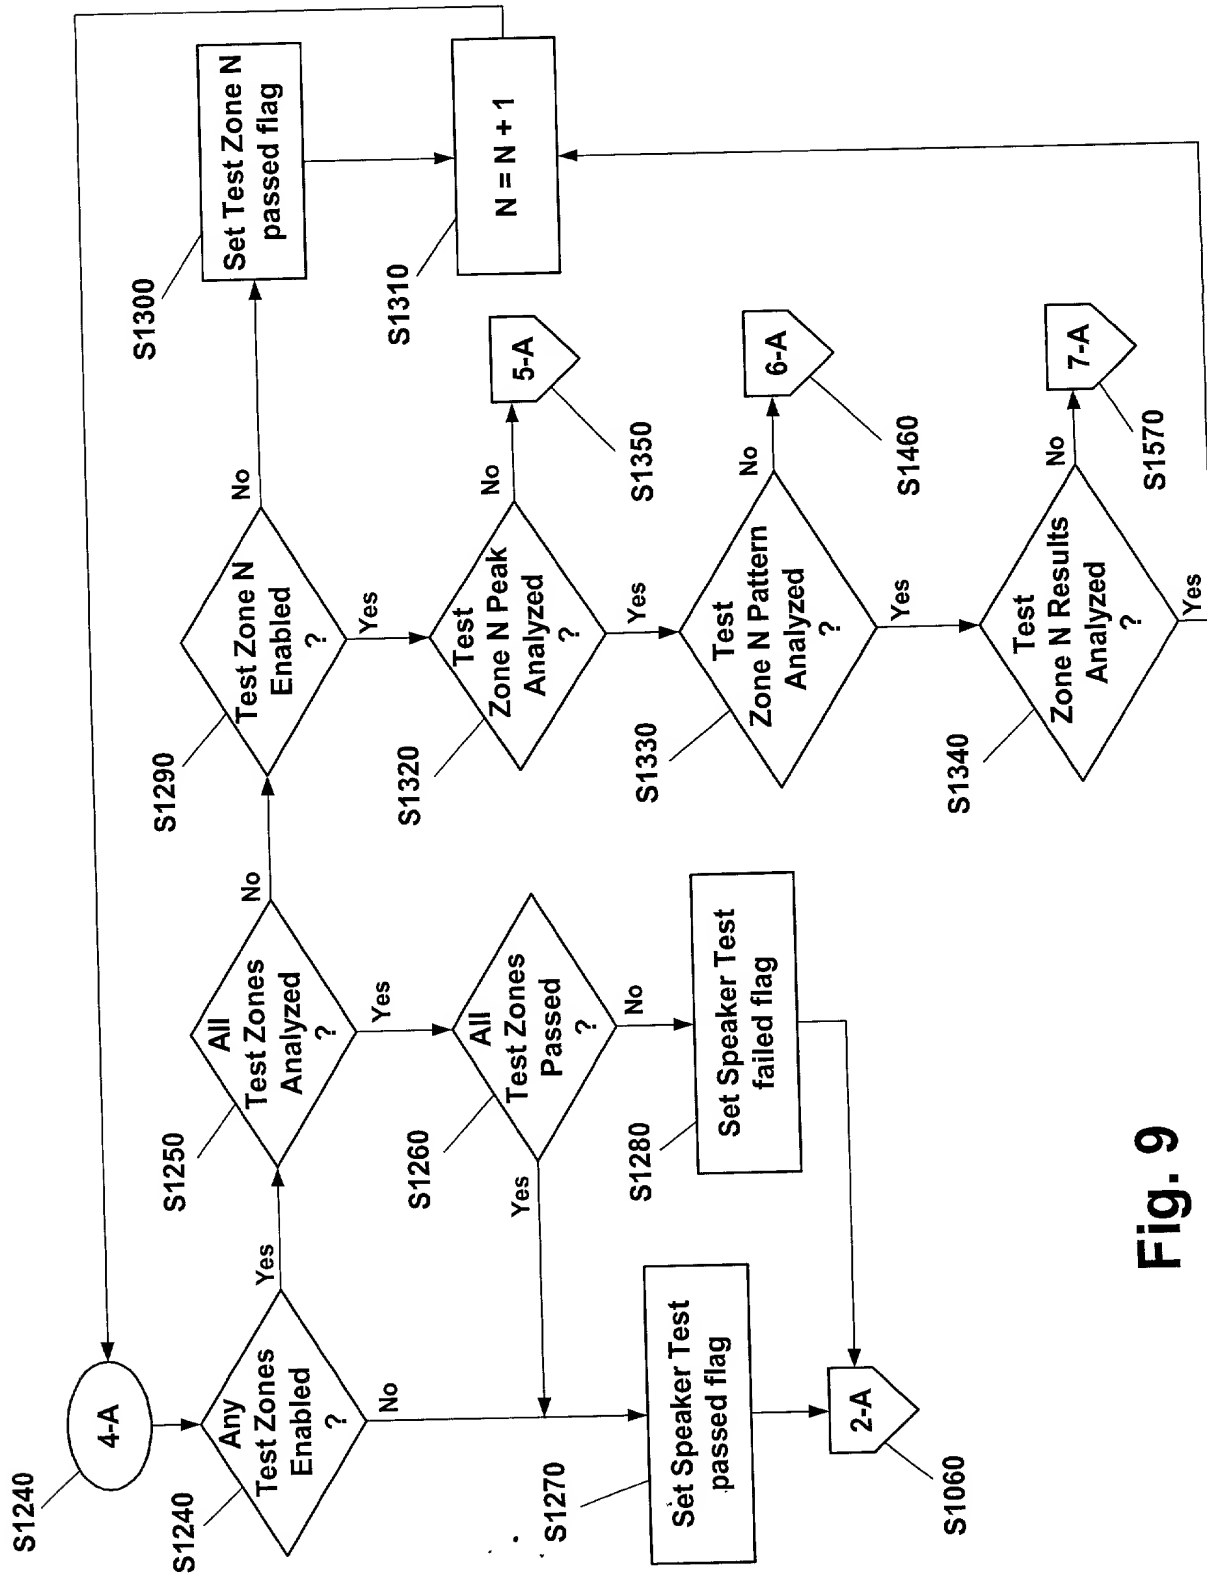 S1240
4-A
S1240
Any
Test Zones
Enabled
?
Yes
No
S1250
All
Test Zones
Analyzed
?
No
Yes
S1260
All
Test Zones
Passed
?
Yes
No
S1270
Set Speaker Test
passed flag
S1280
Set Speaker Test
failed flag
2-A
S1060
S1290
Test Zone N
Enabled
?
No
Yes
S1300
Set Test Zone N
passed flag
S1310
N = N + 1
S1320
Test
Zone N Peak
Analyzed
?
No
Yes
5-A
S1350
S1330
Test
Zone N Pattern
Analyzed
?
No
Yes
6-A
S1460
S1340
Test
Zone N Results
Analyzed
?
No
Yes
7-A
S1570
Fig. 9